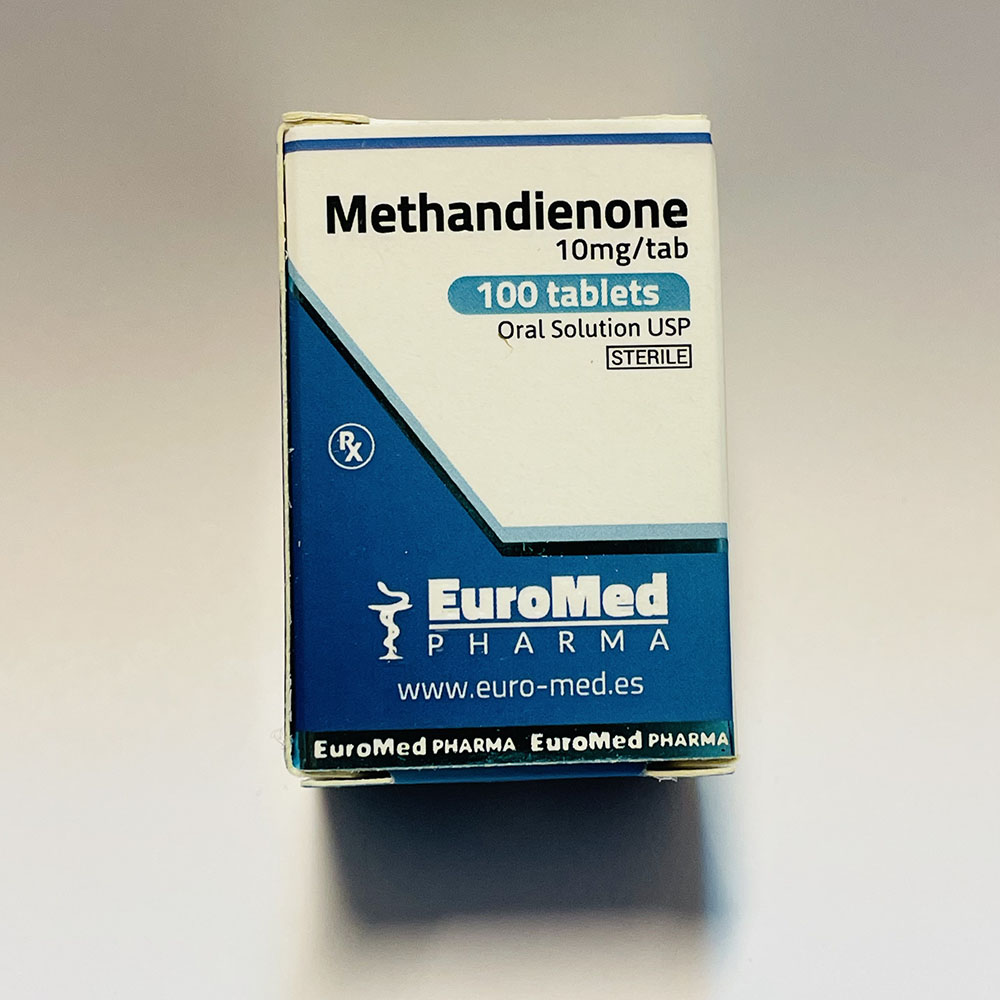 Methandienone
10mg/tab
100 tablets
Oral Solution USP
STERILE
Rx
EuroMed
PHARMA
www.euro-med.es
EuroMed PHARMA EuroMed PHARMA